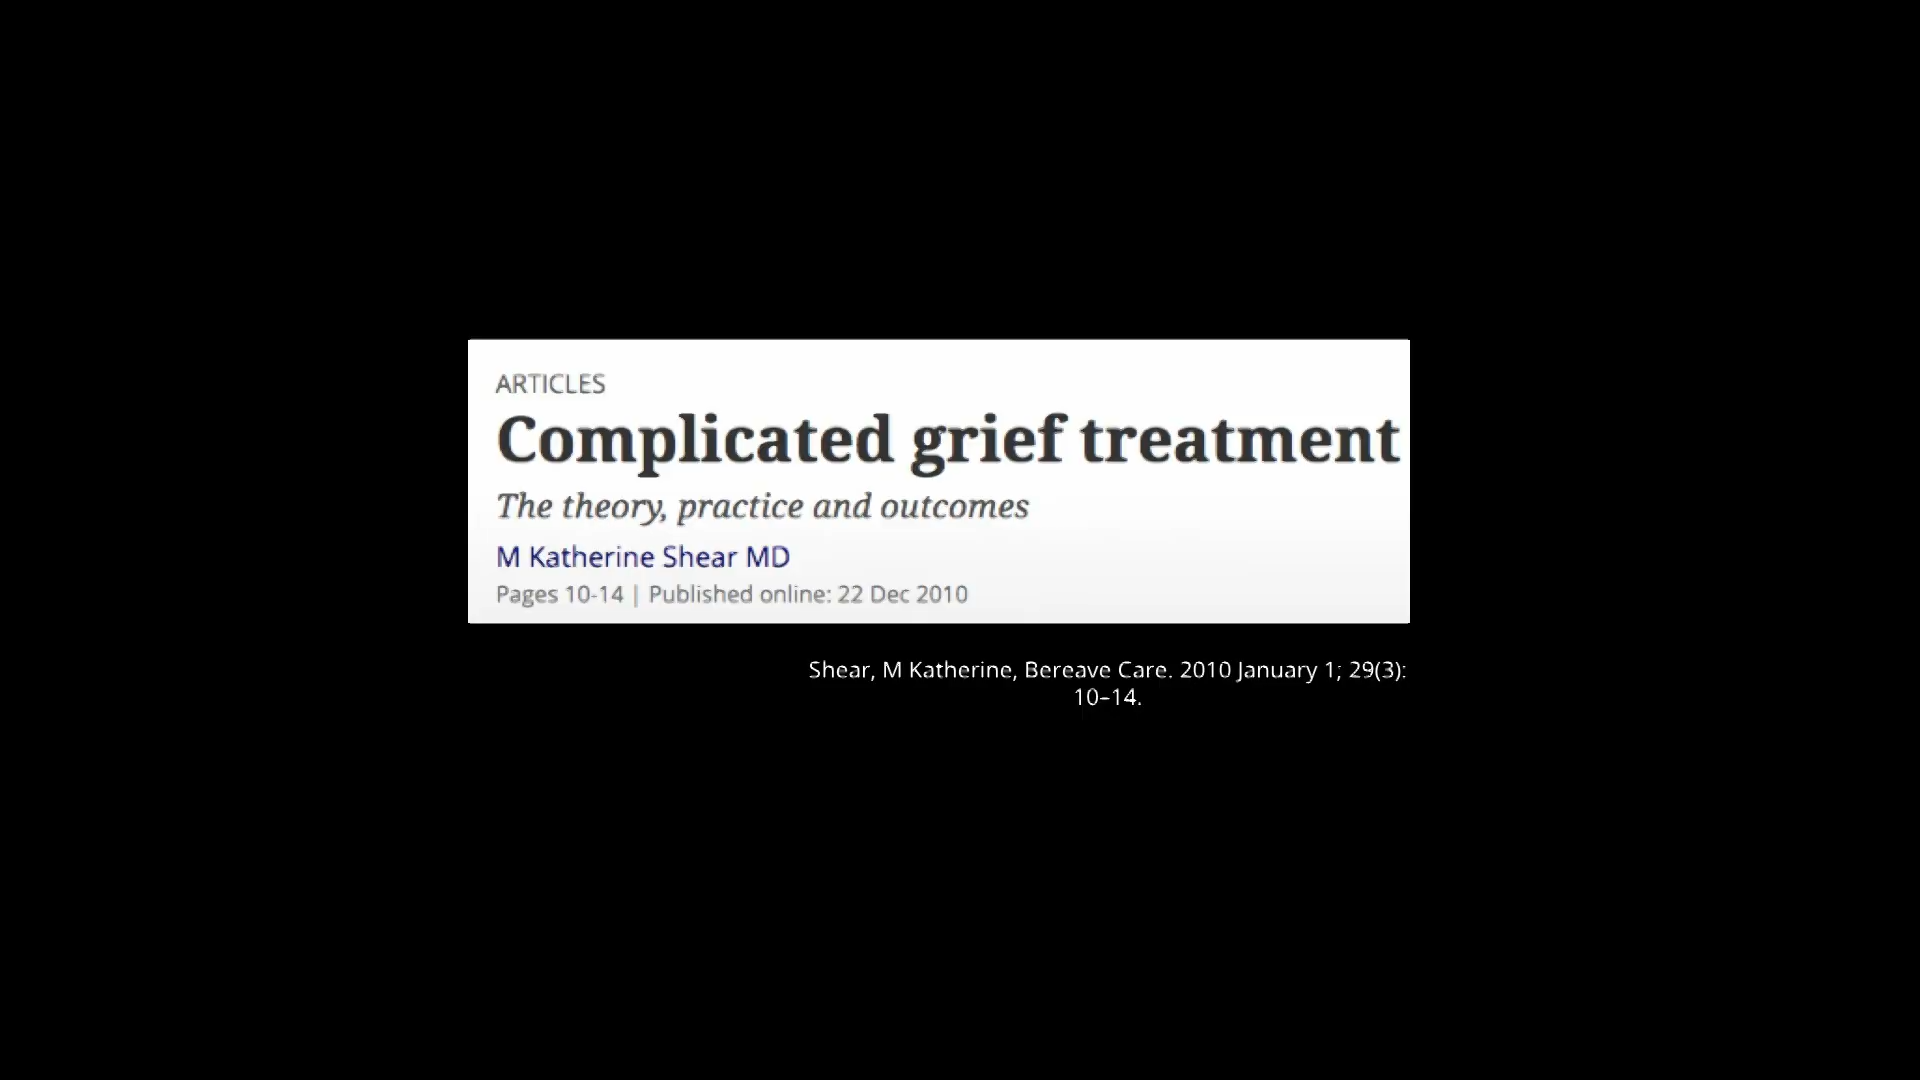 ARTICLES
Complicated grief treatment
The theory, practice and outcomes
M Katherine Shear MD
Pages 10-14 | Published online: 22 Dec 2010
Shear, M Katherine, Bereave Care. 2010 January 1; 29(3):
10–14.